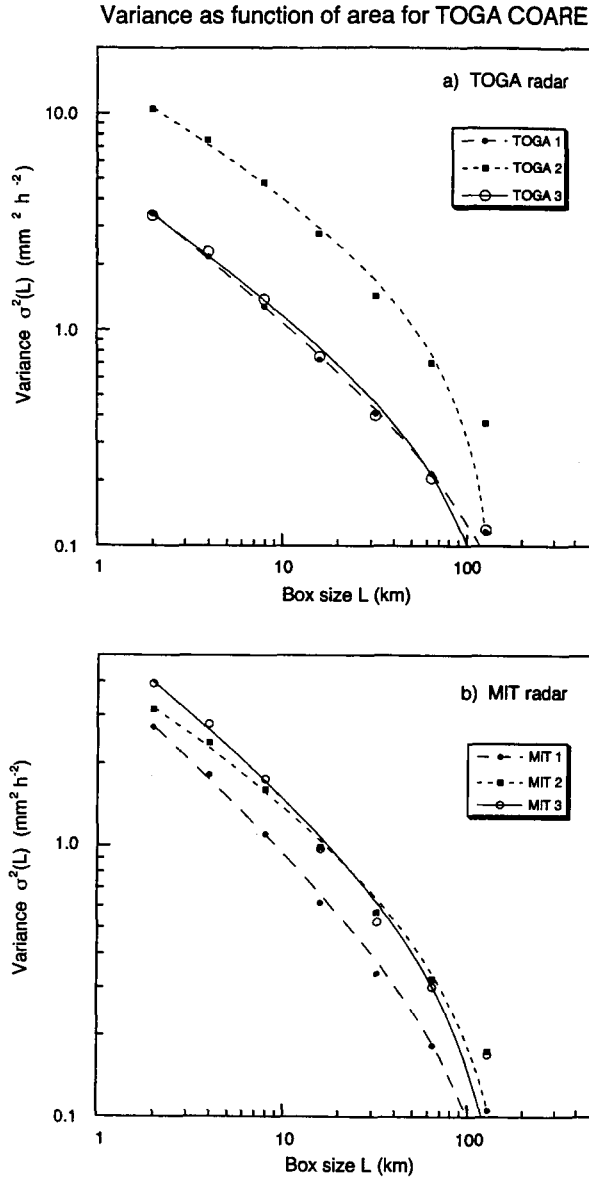 Variance as function of area for TOGA COARE
a) TOGA radar
TOGA 1
TOGA 2
TOGA 3
Variance σ²(L) (mm² h⁻²)
10.0
1.0
0.1
1
10
100
Box size L (km)
b) MIT radar
MIT 1
MIT 2
MIT 3
Variance σ²(L) (mm² h⁻²)
1.0
0.1
1
10
100
Box size L (km)